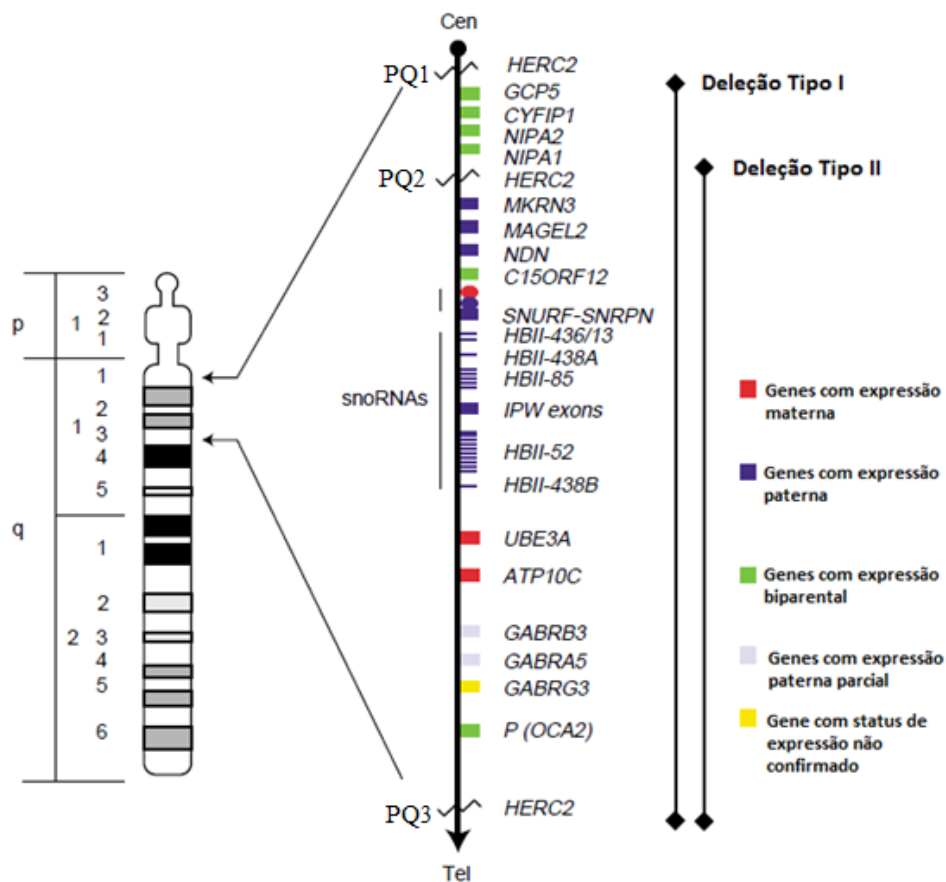 Cen
PQ1
HERC2
GCP5
CYFIP1
NIPA2
NIPA1
PQ2
HERC2
MKRN3
MAGEL2
NDN
C15ORF12
SNURF-SNRPN
HBII-436/13
HBII-438A
HBII-85
snoRNAs
IPW exons
HBII-52
HBII-438B
UBE3A
ATP10C
GABRB3
GABRA5
GABRG3
P (OCA2)
PQ3
HERC2
Tel
Deleção Tipo I
Deleção Tipo II
p
1
3
2
1
q
1
1
2
3
4
5
2
1
2
3
4
5
6
Genes com expressão
materna
Genes com expressão
paterna
Genes com expressão
biparental
Genes com expressão
paterna parcial
Gene com status de
expressão não
confirmado